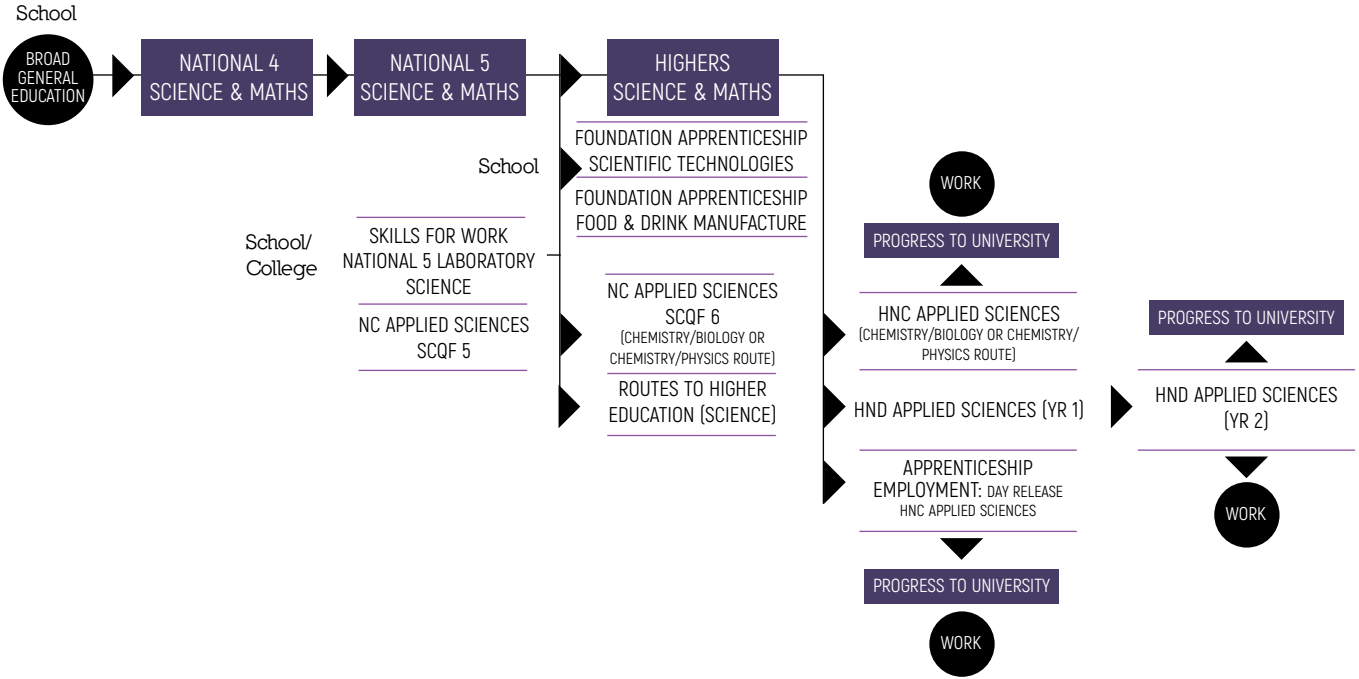 School
BROAD
GENERAL
EDUCATION
NATIONAL 4
SCIENCE & MATHS
NATIONAL 5
SCIENCE & MATHS
HIGHERS
SCIENCE & MATHS
School
FOUNDATION APPRENTICESHIP
SCIENTIFIC TECHNOLOGIES
FOUNDATION APPRENTICESHIP
FOOD & DRINK MANUFACTURE
School/
College
SKILLS FOR WORK
NATIONAL 5 LABORATORY
SCIENCE
NC APPLIED SCIENCES
SCQF 5
NC APPLIED SCIENCES
SCQF 6
(CHEMISTRY/BIOLOGY OR
CHEMISTRY/PHYSICS ROUTE)
ROUTES TO HIGHER
EDUCATION (SCIENCE)
WORK
PROGRESS TO UNIVERSITY
HNC APPLIED SCIENCES
(CHEMISTRY/BIOLOGY OR CHEMISTRY/
PHYSICS ROUTE)
HND APPLIED SCIENCES (YR 1)
APPRENTICESHIP
EMPLOYMENT: DAY RELEASE
HNC APPLIED SCIENCES
PROGRESS TO UNIVERSITY
WORK
PROGRESS TO UNIVERSITY
HND APPLIED SCIENCES
(YR 2)
WORK